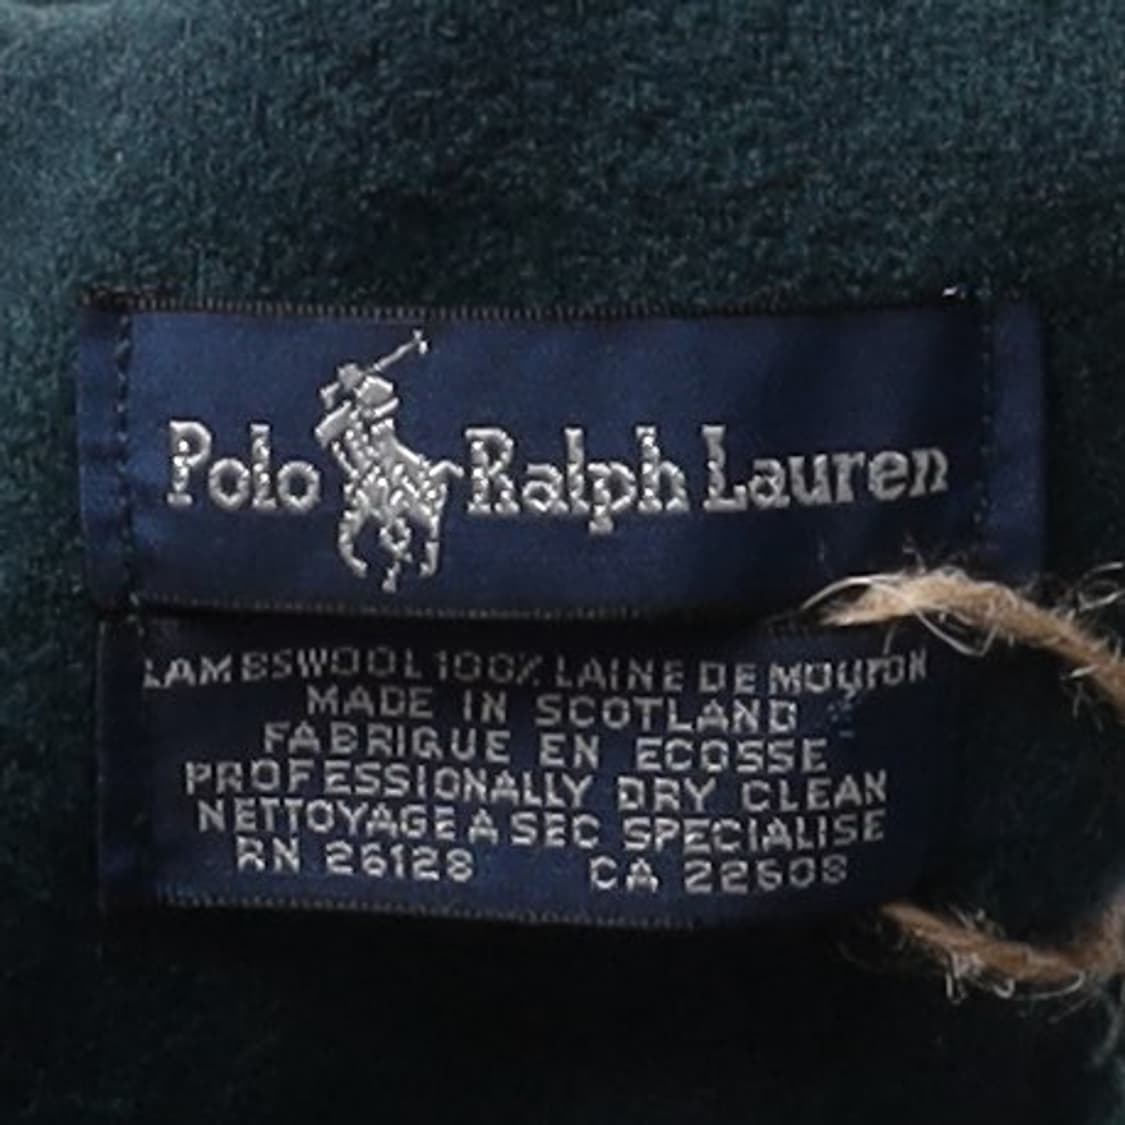 Polo Ralph Lauren
LAMBSWOOL 100% LAINE DE MOUTON
MADE IN SCOTLAND
FABRIQUE EN ECOSSE
PROFESSIONALLY DRY CLEAN
NETTOYAGE A SEC SPECIALISE
RN 26128 CA 22608